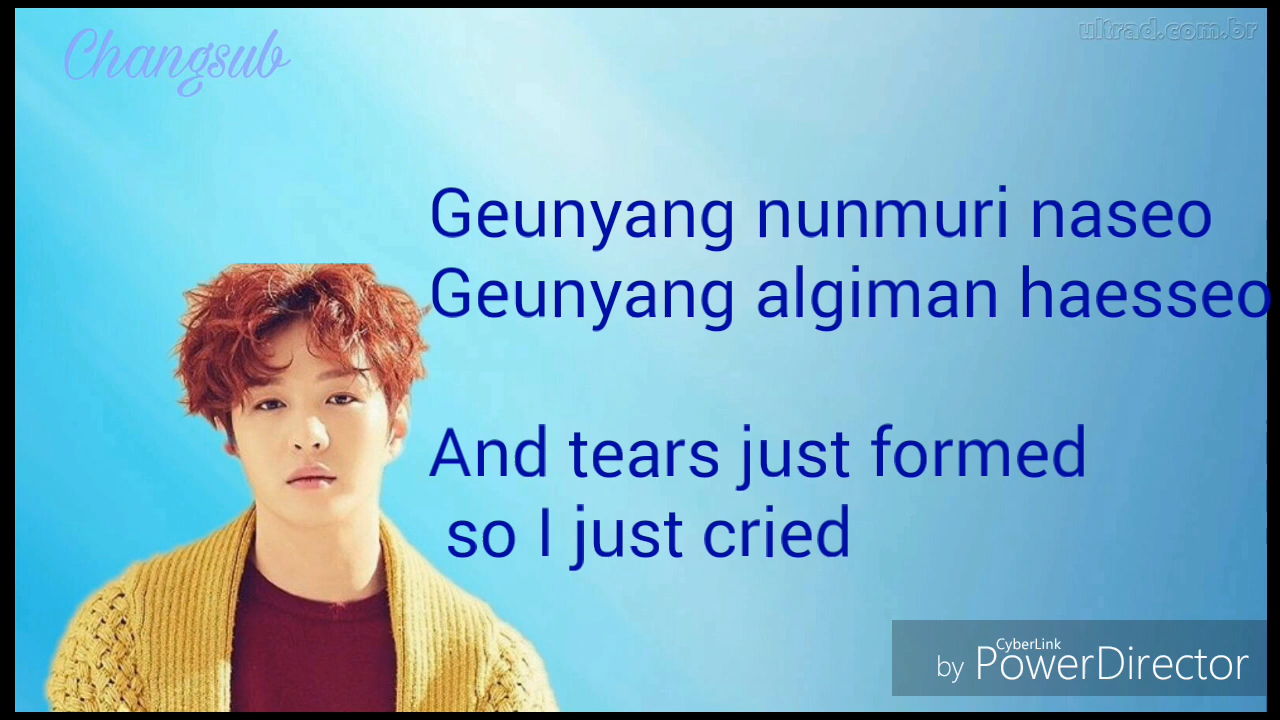 Changsub
ultrad.com.br
Geunyang nunmuri naseo
Geunyang algiman haesseo
And tears just formed
so I just cried
CyberLink
by PowerDirector